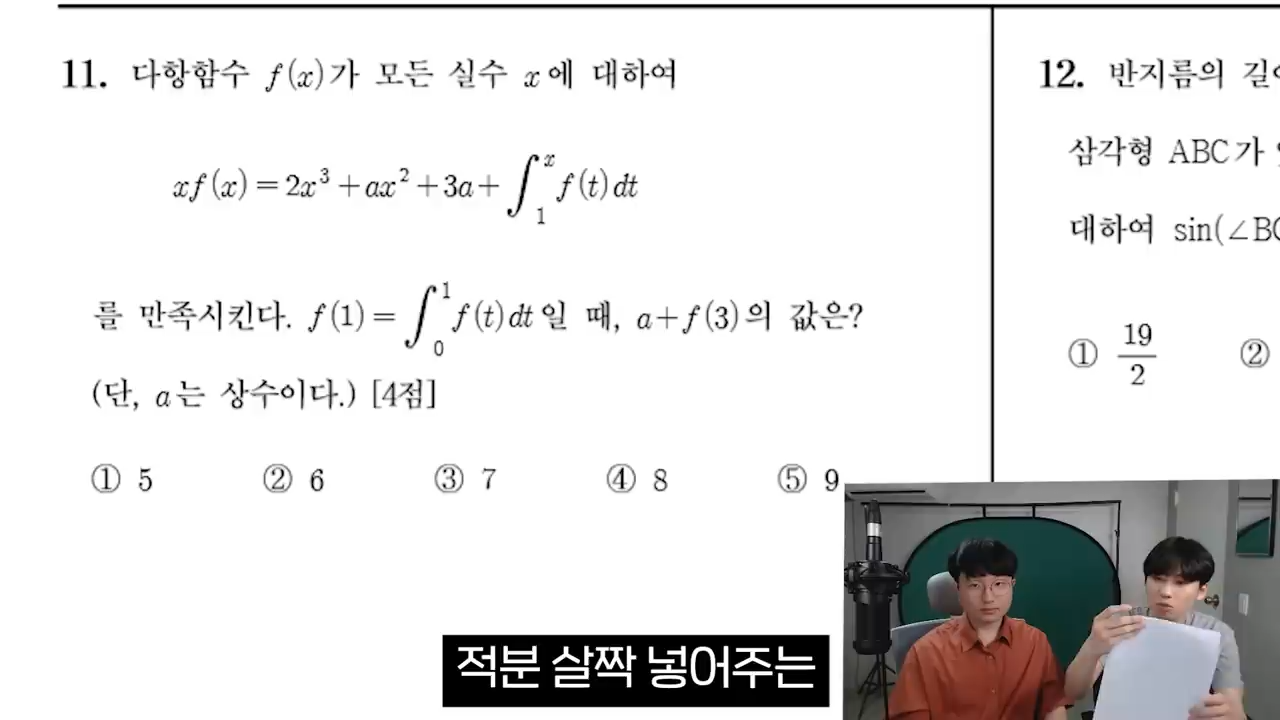 11. 다항함수 f(x)가 모든 실수 x에 대하여
xf(x)=2x³+ax²+3a+∫₁ˣ f(t)dt
를 만족시킨다. f(1)=∫₀¹ f(t)dt일 때, a+f(3)의 값은?
(단, a는 상수이다.) [4점]
① 5 ② 6 ③ 7 ④ 8 ⑤ 9
12. 반지름의
삼각형 ABC가
대하여 sin(∠BC
① 19/2 ②
적분 살짝 넣어주는